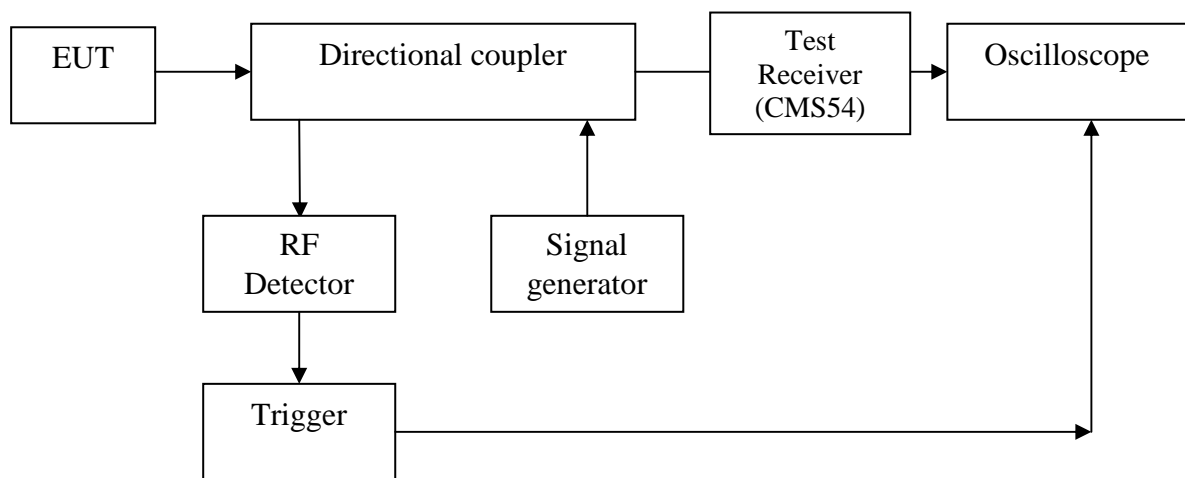 EUT
Directional coupler
Test
Receiver
(CMS54)
Oscilloscope
RF
Detector
Signal
generator
Trigger